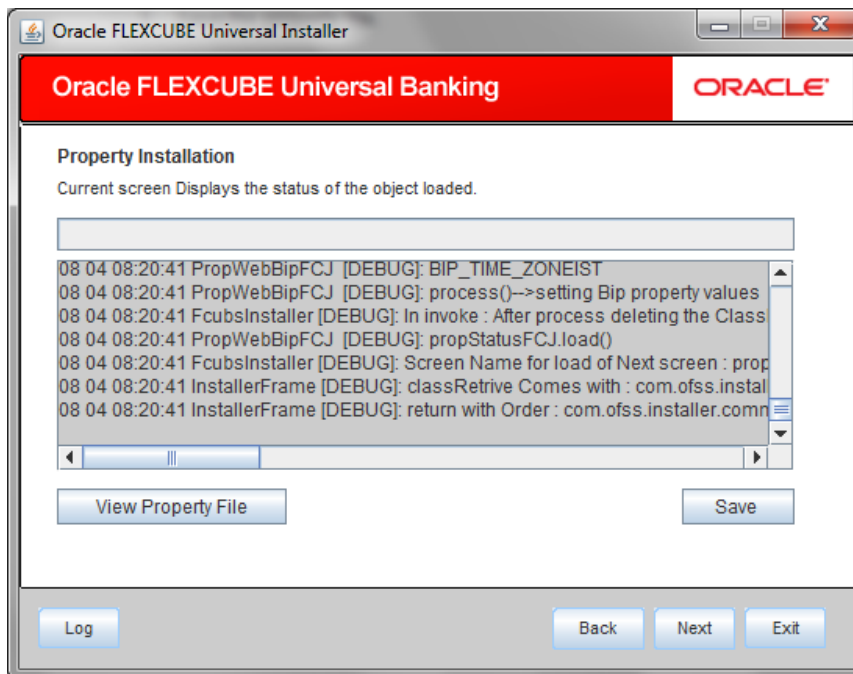 Oracle FLEXCUBE Universal Installer
Oracle FLEXCUBE Universal Banking
ORACLE
Property Installation
Current screen Displays the status of the object loaded.
08 04 08:20:41 PropWebBipFCJ [DEBUG]: BIP_TIME_ZONEIST
08 04 08:20:41 PropWebBipFCJ [DEBUG]: process()-->setting Bip property values
08 04 08:20:41 FcubsInstaller [DEBUG]: In invoke : After process deleting the Class
08 04 08:20:41 PropWebBipFCJ [DEBUG]: propStatusFCJ.load()
08 04 08:20:41 FcubsInstaller [DEBUG]: Screen Name for load of Next screen : prop
08 04 08:20:41 InstallerFrame [DEBUG]: classRetrive Comes with : com.ofss.instal
08 04 08:20:41 InstallerFrame [DEBUG]: return with Order : com.ofss.installer.comm
View Property File
Save
Log
Back
Next
Exit